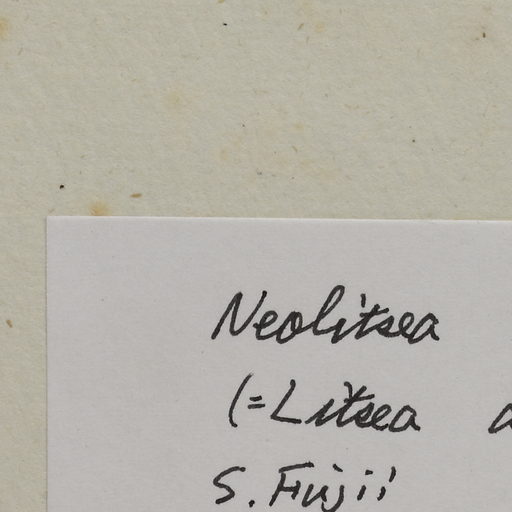 Neolitsea
(= Litsea a
S. Fujii